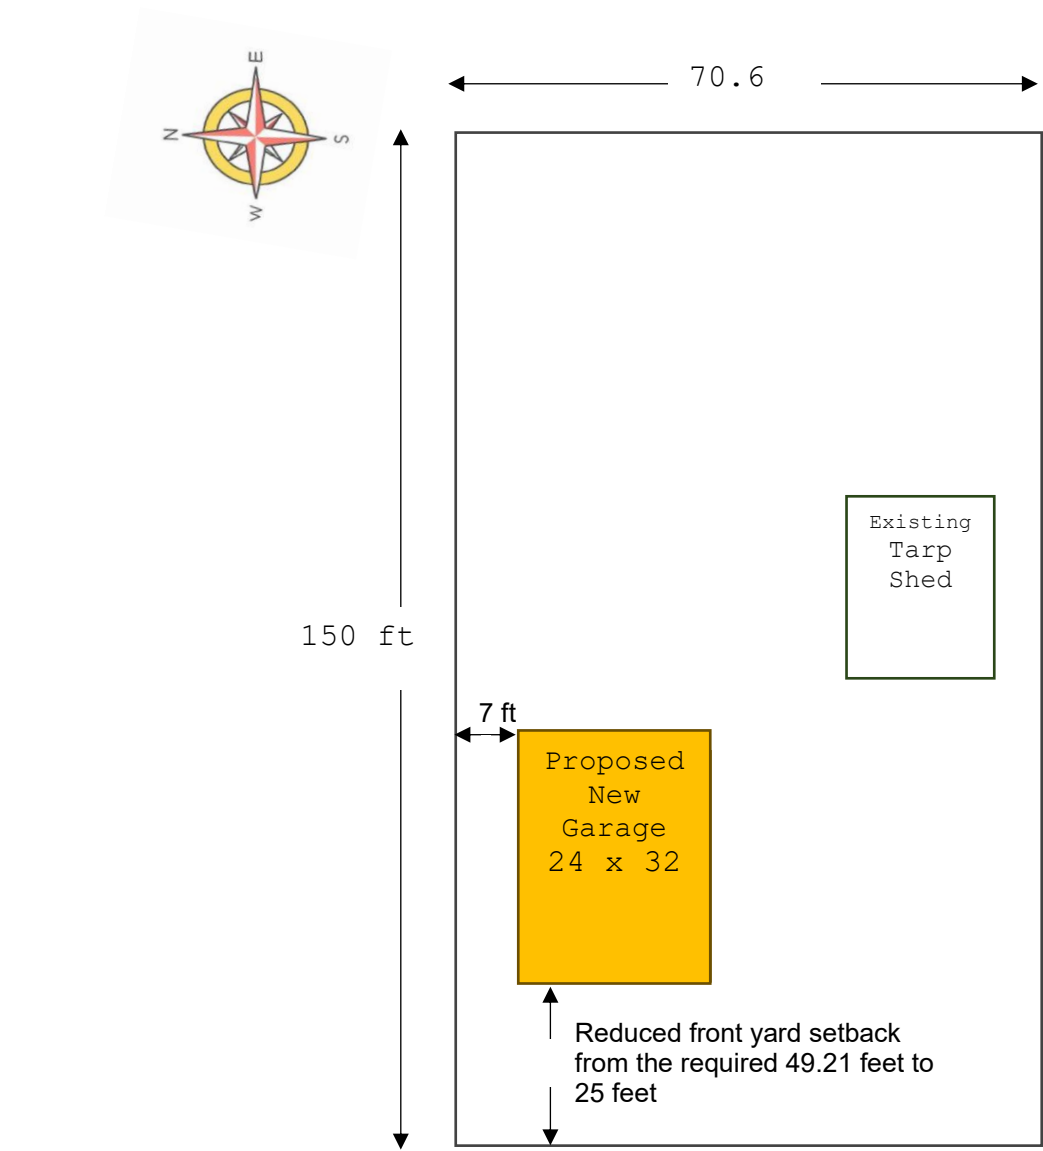 E
N
S
W
70.6
Existing
Tarp
Shed
150 ft
7 ft
Proposed
New
Garage
24 x 32
Reduced front yard setback
from the required 49.21 feet to
25 feet